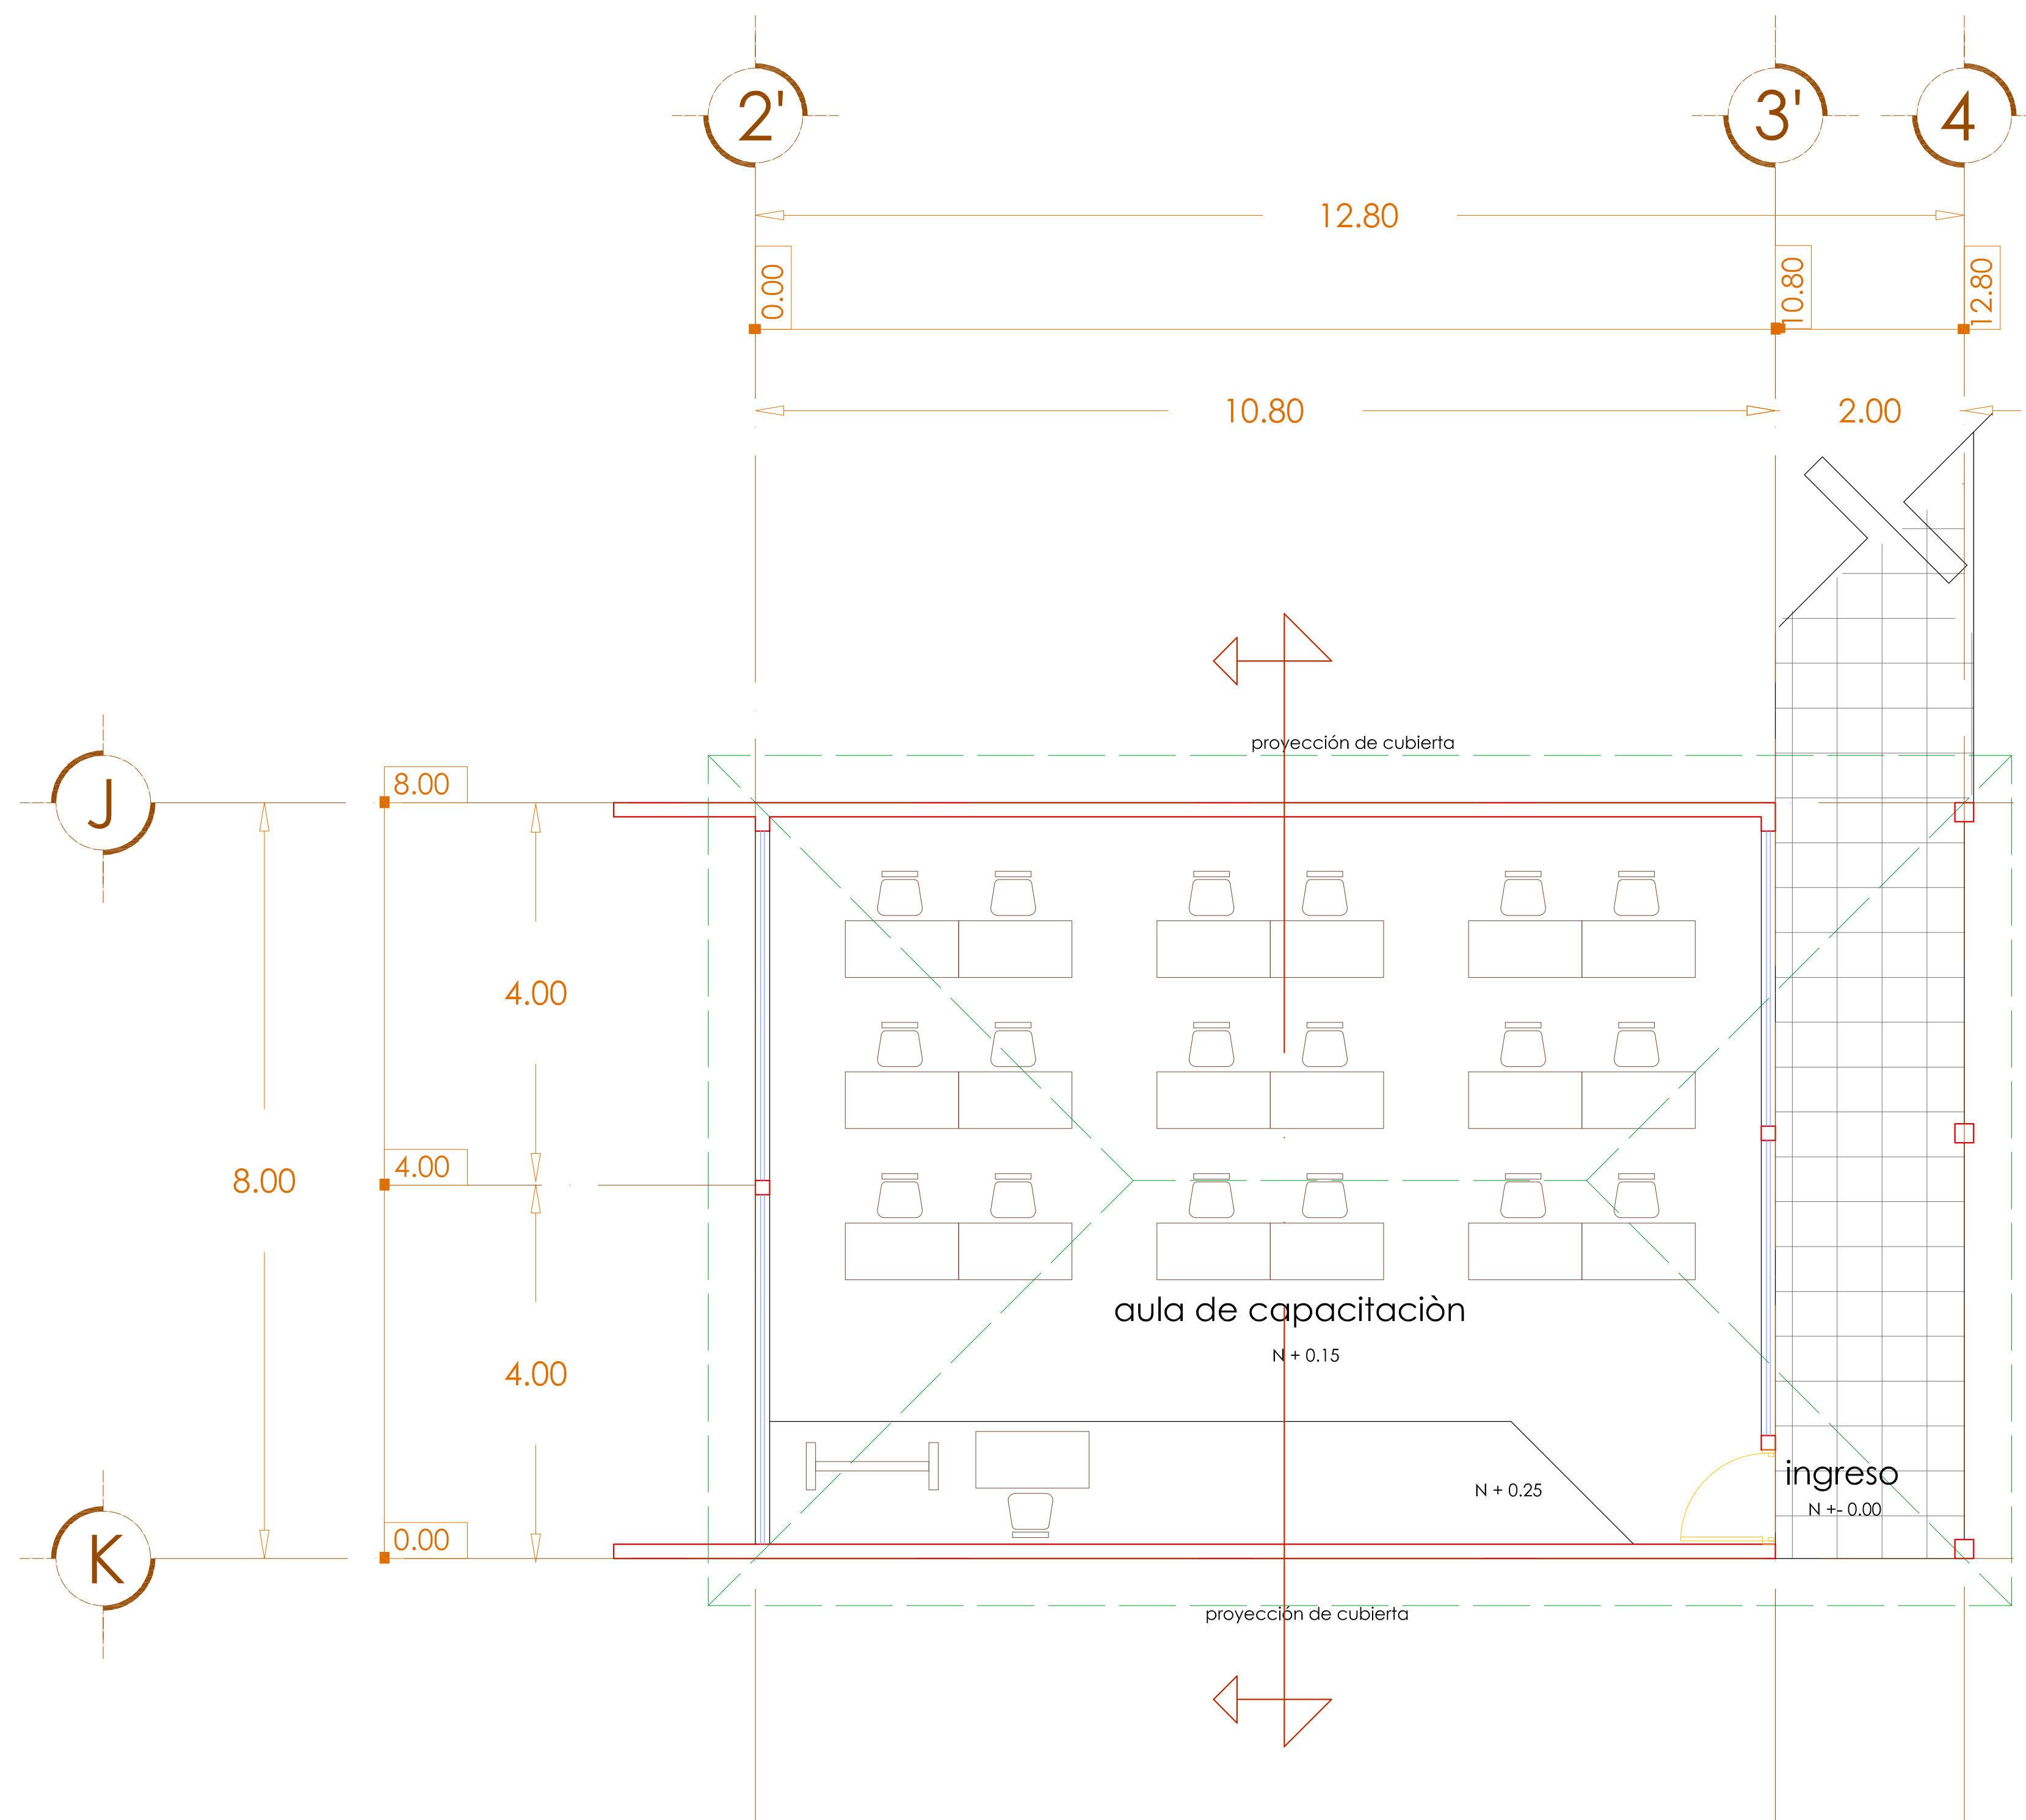 2'
3'
4
12.80
0.00
10.80
12.80
10.80
2.00
proyección de cubierta
J
8.00
4.00
8.00
4.00
4.00
aula de capacitaciòn
N + 0.15
ingreso
N + 0.25
N +- 0.00
K
0.00
proyección de cubierta